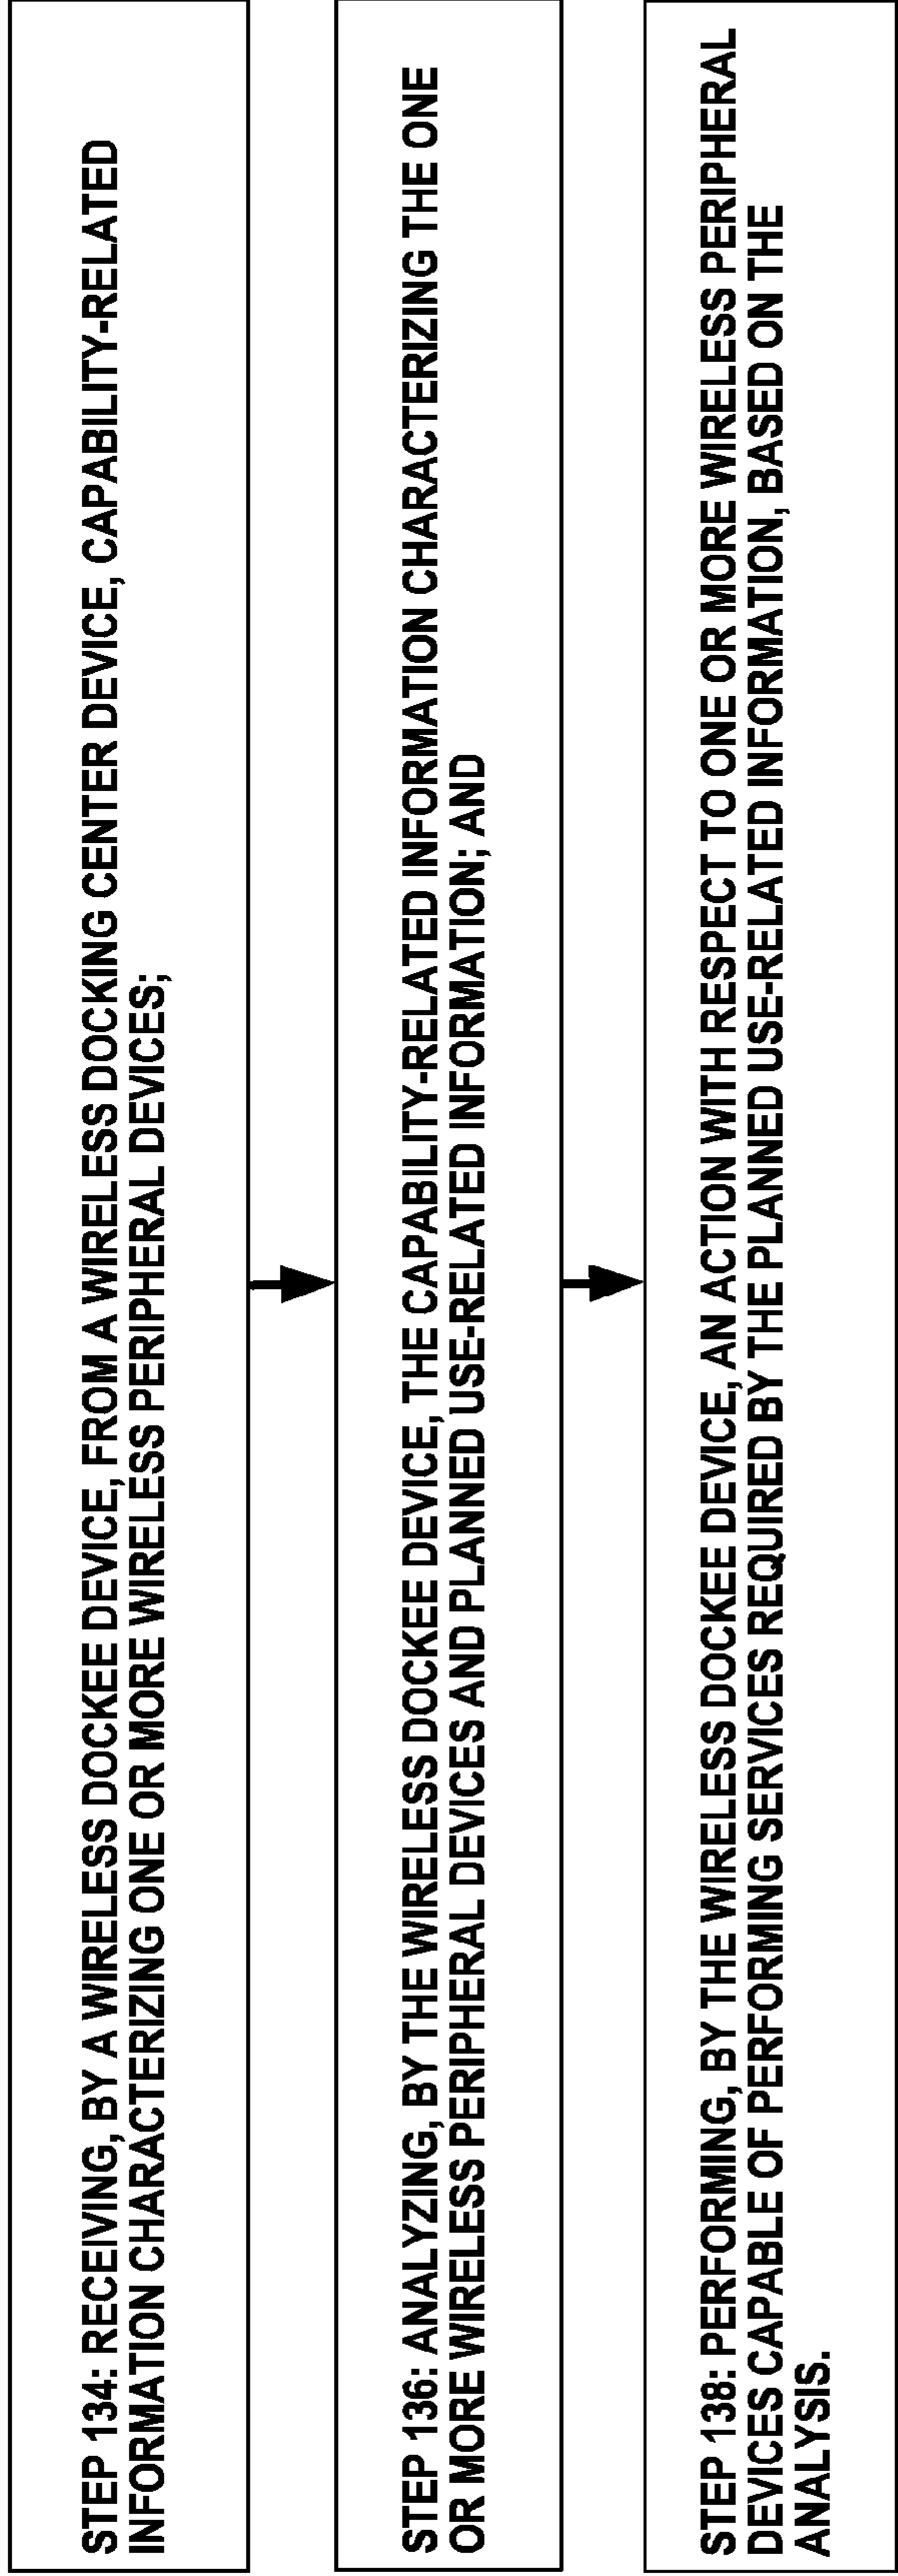 STEP 134: RECEIVING, BY A WIRELESS DOCKEE DEVICE, FROM A WIRELESS DOCKING CENTER DEVICE, CAPABILITY-RELATED
INFORMATION CHARACTERIZING ONE OR MORE WIRELESS PERIPHERAL DEVICES;
STEP 136: ANALYZING, BY THE WIRELESS DOCKEE DEVICE, THE CAPABILITY-RELATED INFORMATION CHARACTERIZING THE ONE
OR MORE WIRELESS PERIPHERAL DEVICES AND PLANNED USE-RELATED INFORMATION; AND
STEP 138: PERFORMING, BY THE WIRELESS DOCKEE DEVICE, AN ACTION WITH RESPECT TO ONE OR MORE WIRELESS PERIPHERAL
DEVICES CAPABLE OF PERFORMING SERVICES REQUIRED BY THE PLANNED USE-RELATED INFORMATION, BASED ON THE
ANALYSIS.